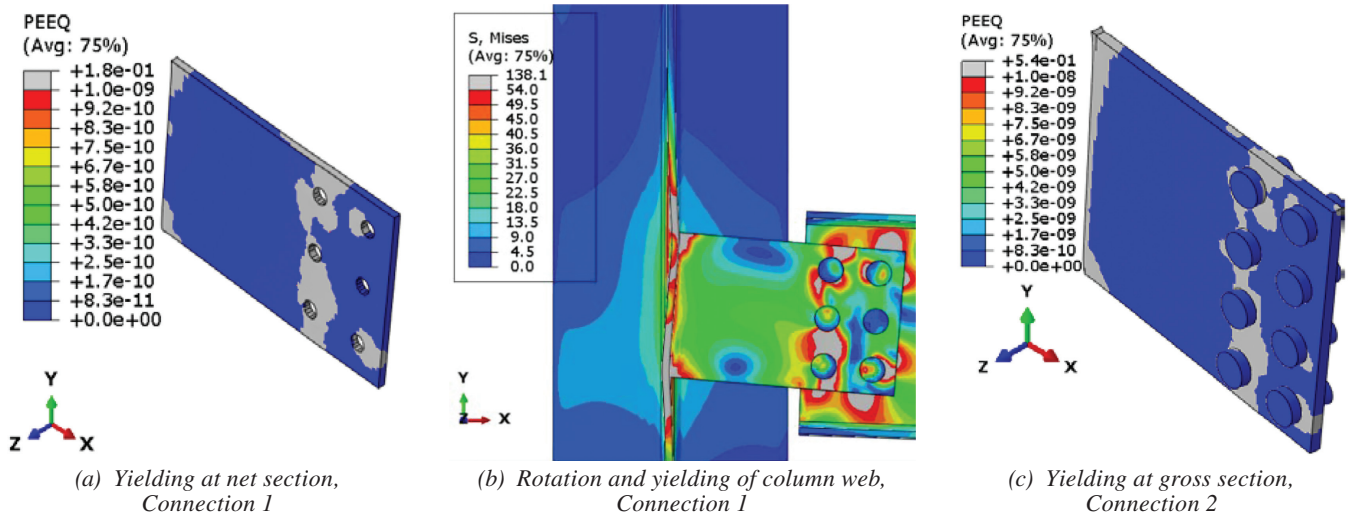 PEEQ
(Avg: 75%)
+1.8e-01
+1.0e-09
+9.2e-10
+8.3e-10
+7.5e-10
+6.7e-10
+5.8e-10
+5.0e-10
+4.2e-10
+3.3e-10
+2.5e-10
+1.7e-10
+8.3e-11
+0.0e+00
Y
Z
X
(a) Yielding at net section,
Connection 1
S, Mises
(Avg: 75%)
138.1
54.0
49.5
45.0
40.5
36.0
31.5
27.0
22.5
18.0
13.5
9.0
4.5
0.0
Y
Z
X
(b) Rotation and yielding of column web,
Connection 1
PEEQ
(Avg: 75%)
+5.4e-01
+1.0e-08
+9.2e-09
+8.3e-09
+7.5e-09
+6.7e-09
+5.8e-09
+5.0e-09
+4.2e-09
+3.3e-09
+2.5e-09
+1.7e-09
+8.3e-10
+0.0e+00
Y
Z
X
(c) Yielding at gross section,
Connection 2